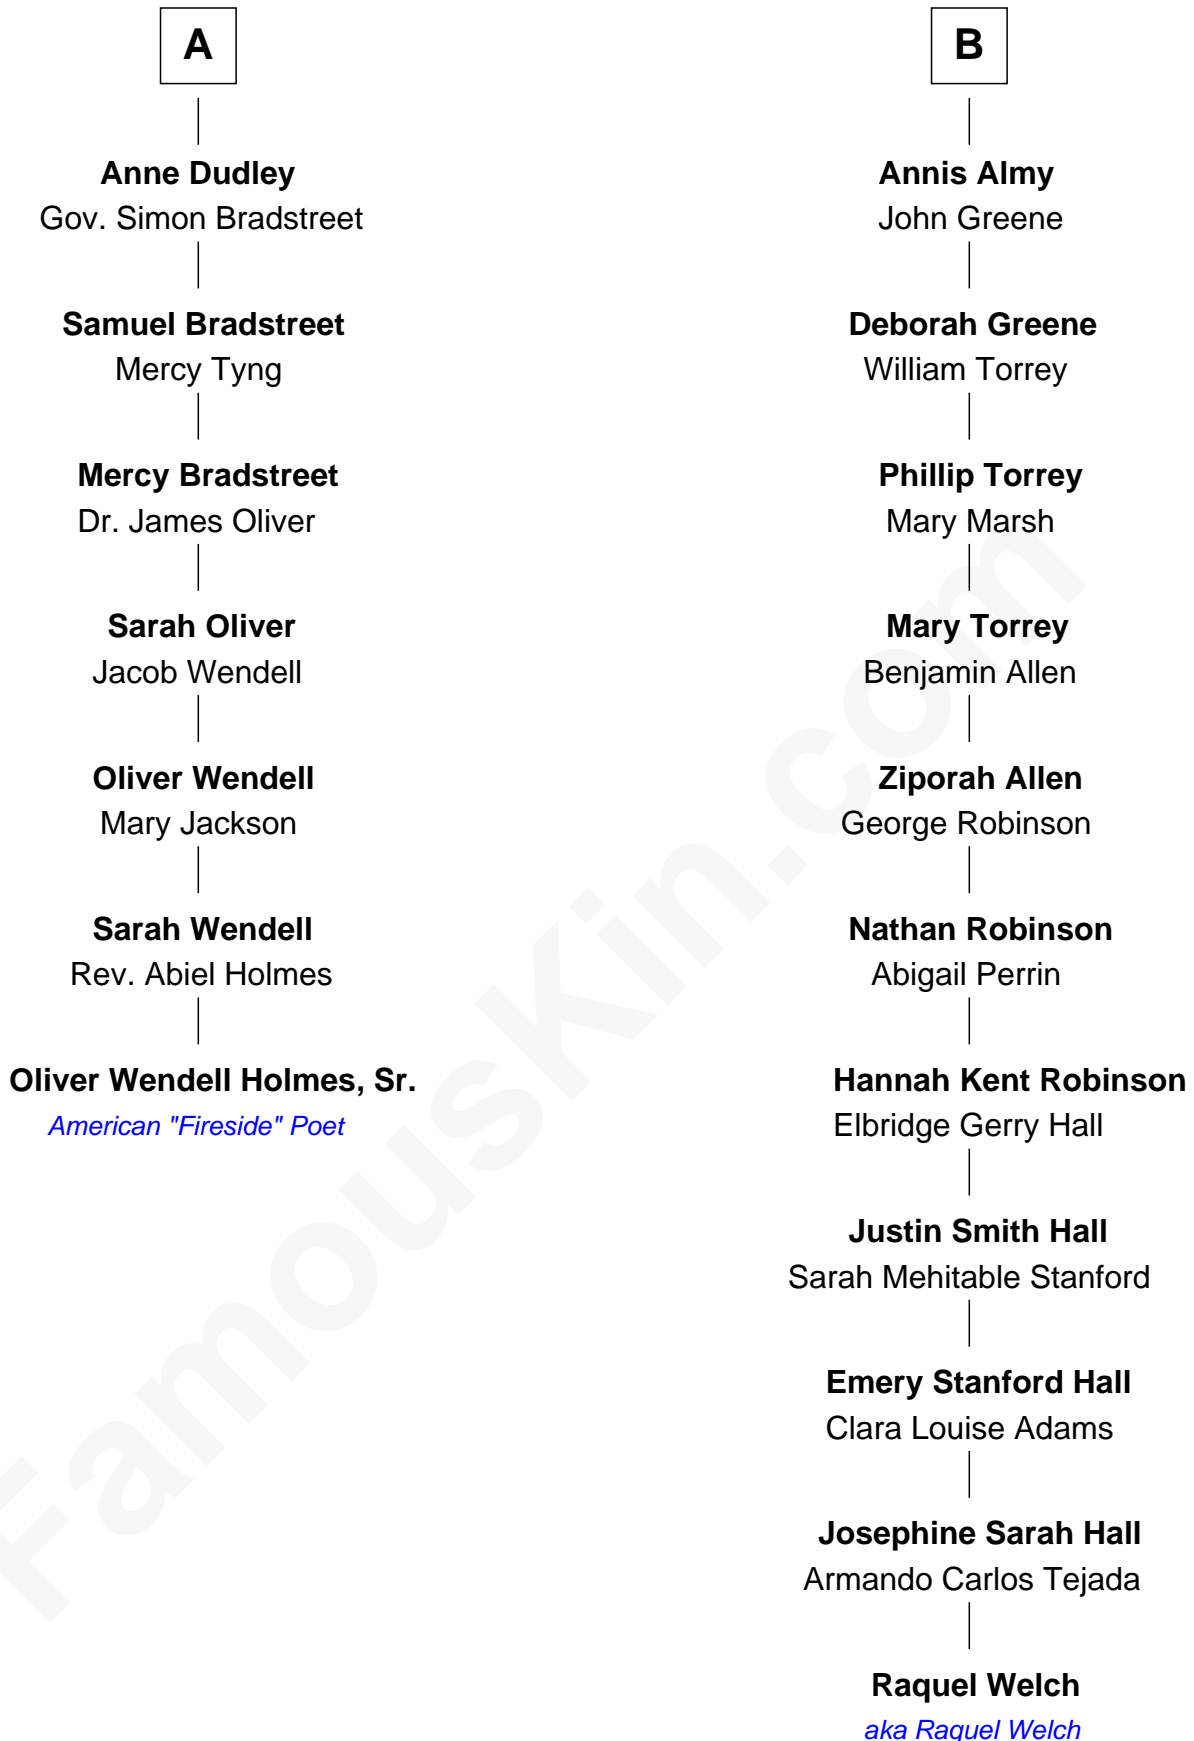 A
Anne Dudley
Gov. Simon Bradstreet
Samuel Bradstreet
Mercy Tyng
Mercy Bradstreet
Dr. James Oliver
Sarah Oliver
Jacob Wendell
Oliver Wendell
Mary Jackson
Sarah Wendell
Rev. Abiel Holmes
Oliver Wendell Holmes, Sr.
American "Fireside" Poet
B
Annis Almy
John Greene
Deborah Greene
William Torrey
Phillip Torrey
Mary Marsh
Mary Torrey
Benjamin Allen
Ziporah Allen
George Robinson
Nathan Robinson
Abigail Perrin
Hannah Kent Robinson
Elbridge Gerry Hall
Justin Smith Hall
Sarah Mehitable Stanford
Emery Stanford Hall
Clara Louise Adams
Josephine Sarah Hall
Armando Carlos Tejada
Raquel Welch
aka Raquel Welch
FamousKin.com